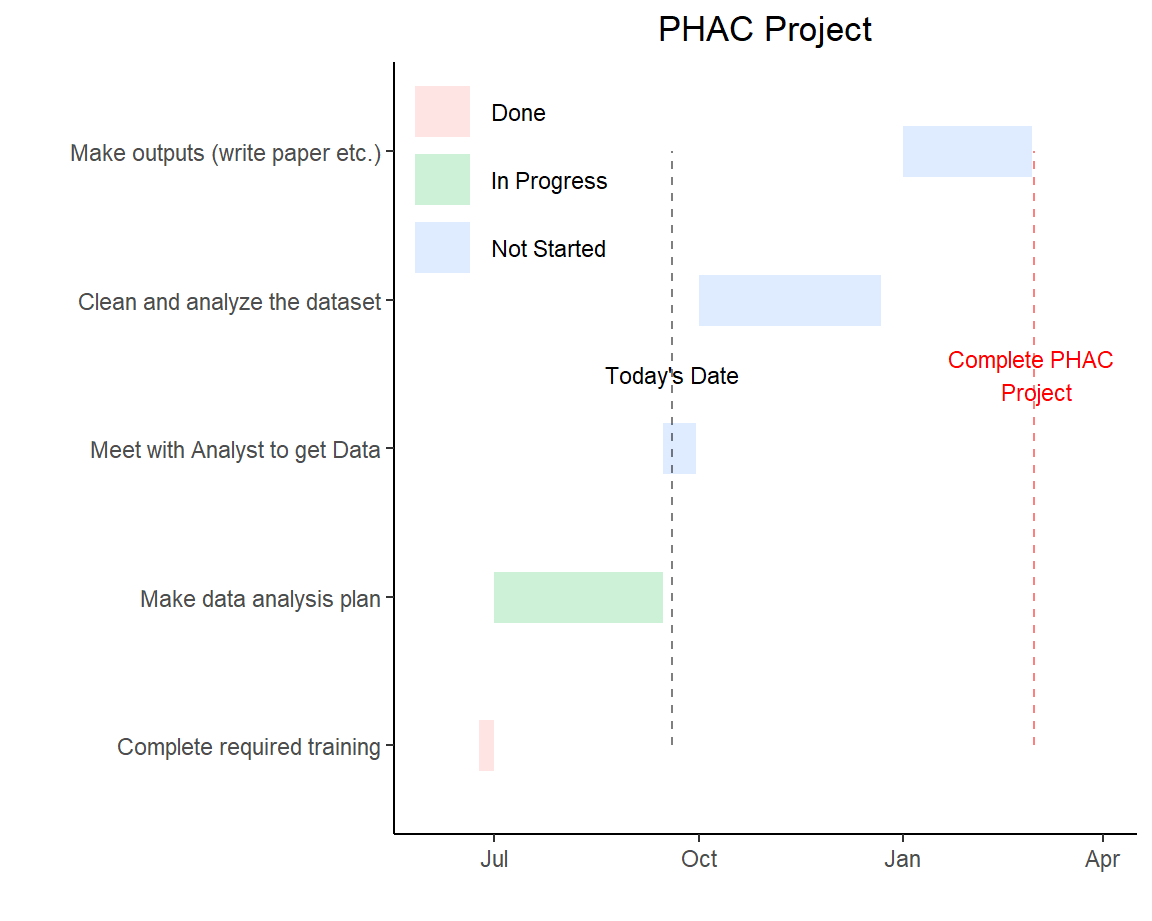 PHAC Project
Done
Make outputs (write paper etc.)
In Progress
Not Started
Clean and analyze the dataset
Complete PHAC
Project
Today's Date
Meet with Analyst to get Data
Make data analysis plan
Complete required training
Jul
Oct
Jan
Apr